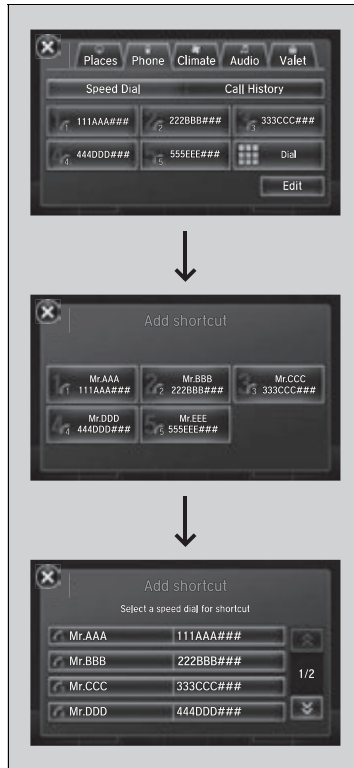 Places Phone Climate Audio Valet
Speed Dial Call History
1 111AAA### 2 222BBB### 3 333CCC###
4 444DDD### 5 555EEE### Dial
Edit
Add shortcut
Mr.AAA Mr.BBB Mr.CCC
1 111AAA### 2 222BBB### 3 333CCC###
Mr.DDD Mr.EEE
4 444DDD### 5 555EEE###
Add shortcut
Select a speed dial for shortcut
Mr.AAA 111AAA###
Mr.BBB 222BBB###
1/2
Mr.CCC 333CCC###
Mr.DDD 444DDD###